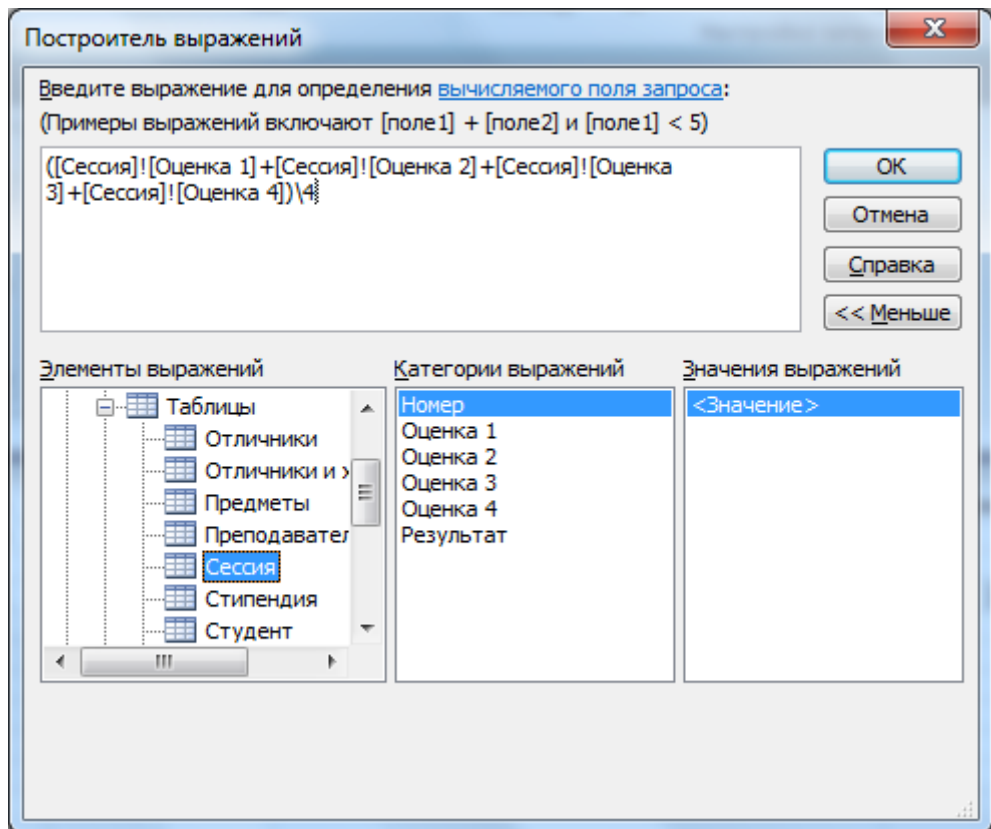 Построитель выражений
Введите выражение для определения вычисляемого поля запроса:
(Примеры выражений включают [поле1] + [поле2] и [поле1] < 5)
([Сессия]![Оценка 1]+[Сессия]![Оценка 2]+[Сессия]![Оценка
3]+[Сессия]![Оценка 4])\4
ОК
Отмена
Справка
<< Меньше
Элементы выражений
Таблицы
Отличники
Отличники и х
Предметы
Преподавател
Сессия
Стипендия
Студент
Категории выражений
Номер
Оценка 1
Оценка 2
Оценка 3
Оценка 4
Результат
Значения выражений
<Значение>